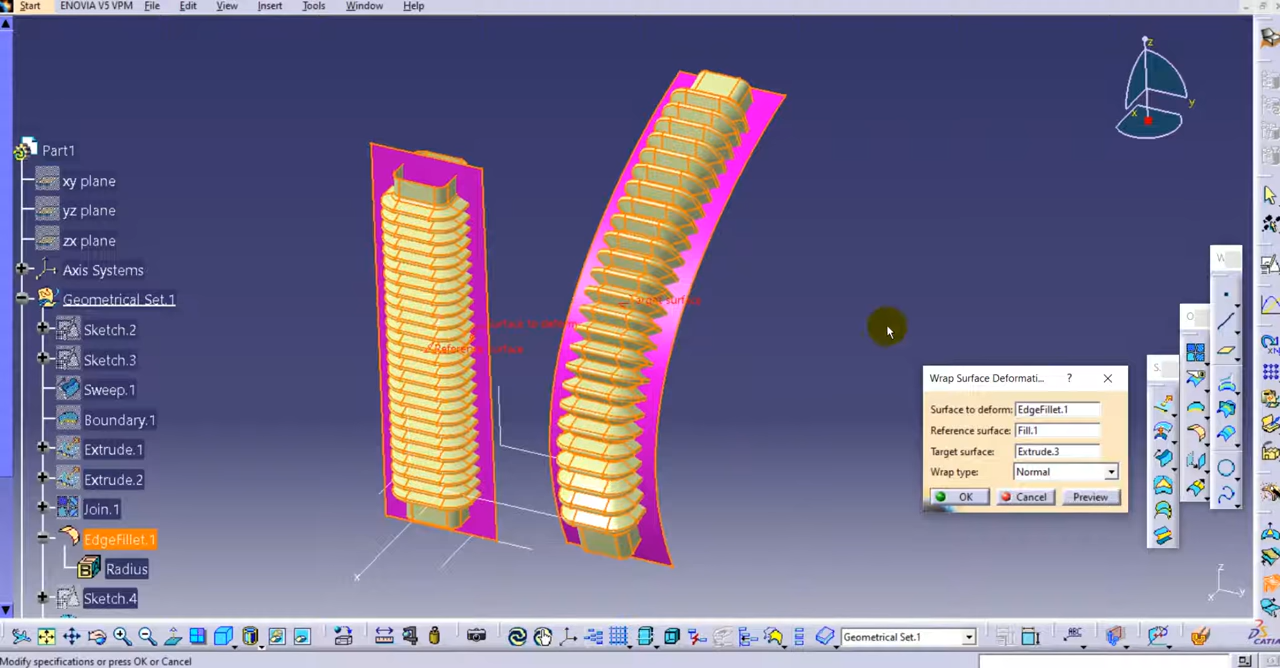 Start ENOVIA V5 VPM File Edit View Insert Tools Window Help
z
y
x
Part1
xy plane
yz plane
zx plane
Axis Systems
Geometrical Set.1
Sketch.2
Sketch.3
Sweep.1
Boundary.1
Extrude.1
Extrude.2
Join.1
EdgeFillet.1
Radius
Sketch.4
Target surface
Surface to deform
Reference surface
W
O
S
Wrap Surface Deformati... ?
Surface to deform: EdgeFillet.1
Reference surface: Fill.1
Target surface: Extrude.3
Wrap type: Normal
OK Cancel Preview
x
z
x y
Geometrical Set.1
ABC
CATIA
Modify specifications or press OK or Cancel